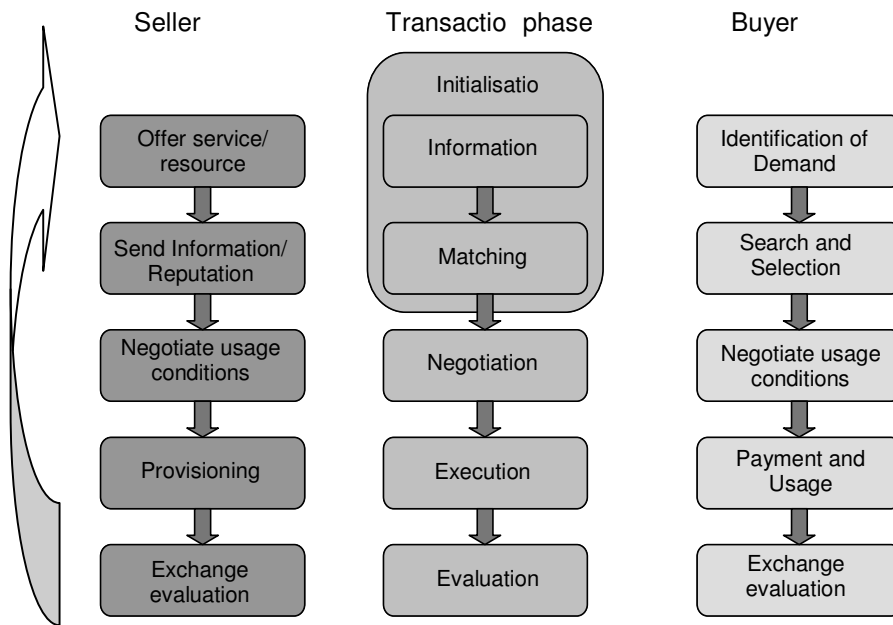 Seller
Transactio phase
Buyer
Initialisatio
Offer service/
resource
Information
Identification of
Demand
Send Information/
Reputation
Matching
Search and
Selection
Negotiate usage
conditions
Negotiation
Negotiate usage
conditions
Provisioning
Execution
Payment and
Usage
Exchange
evaluation
Evaluation
Exchange
evaluation